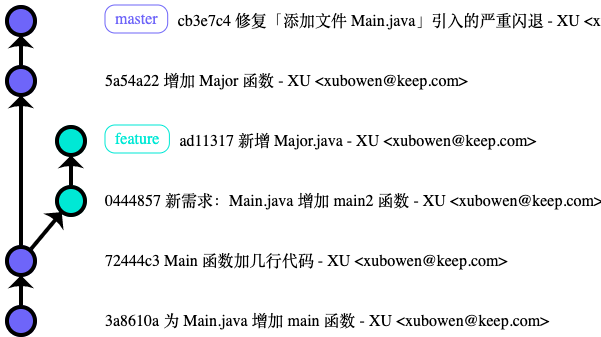 master cb3e7c4 修复「添加文件 Main.java」引入的严重闪退 - XU <x
5a54a22 增加 Major 函数 - XU <xubowen@keep.com>
feature ad11317 新增 Major.java - XU <xubowen@keep.com>
0444857 新需求：Main.java 增加 main2 函数 - XU <xubowen@keep.com>
72444c3 Main 函数加几行代码 - XU <xubowen@keep.com>
3a8610a 为 Main.java 增加 main 函数 - XU <xubowen@keep.com>